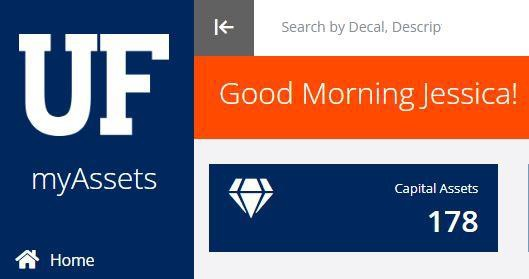 UF
myAssets
Home
Search by Decal, Descrip
Good Morning Jessica!
Capital Assets
178